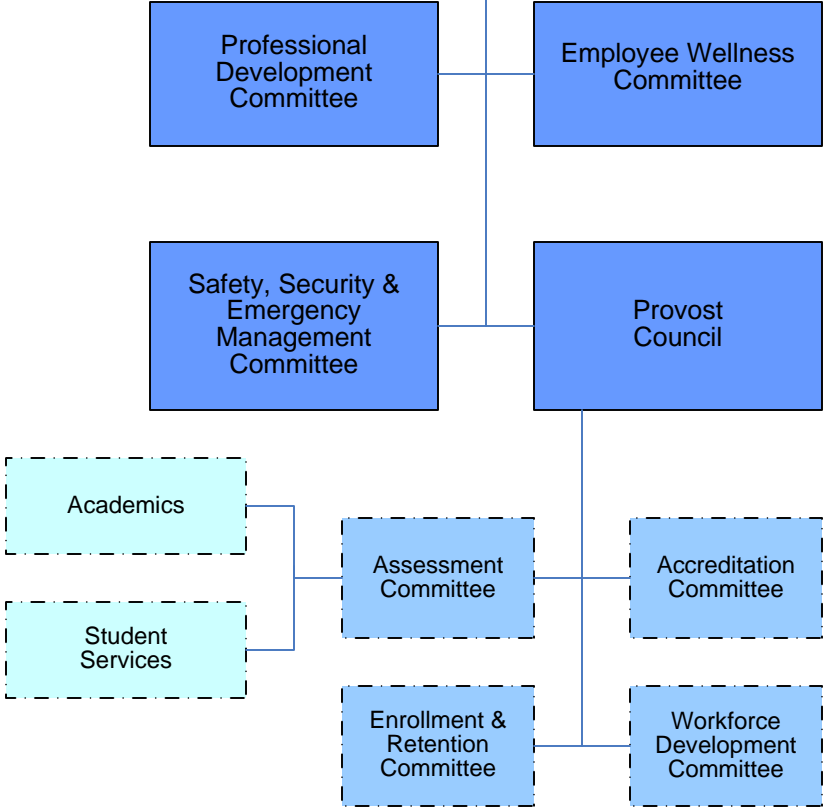 Professional
Development
Committee
Employee Wellness
Committee
Safety, Security &
Emergency
Management
Committee
Provost
Council
Academics
Student
Services
Assessment
Committee
Accreditation
Committee
Enrollment &
Retention
Committee
Workforce
Development
Committee